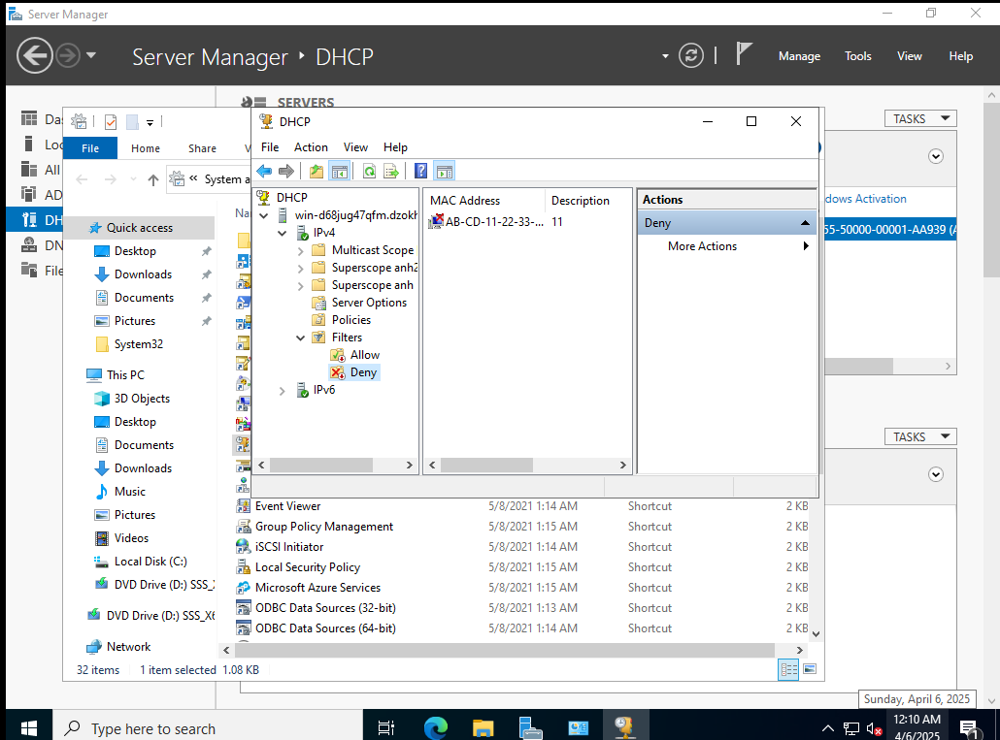 Server Manager
Server Manager ‣ DHCP
Manage
Tools
View
Help
SERVERS
TASKS
File
Home
Share
System
Quick access
Desktop
Downloads
Documents
Pictures
System32
This PC
3D Objects
Desktop
Documents
Downloads
Music
Pictures
Videos
Local Disk (C:)
DVD Drive (D:) SSS_
DVD Drive (D:) SSS_X6
Network
32 items
1 item selected 1.08 KB
DHCP
File Action View Help
DHCP
win-d68jug47qfm.dzokh
IPv4
Multicast Scope
Superscope anh2
Superscope anh
Server Options
Policies
Filters
Allow
Deny
IPv6
MAC Address Description
AB-CD-11-22-33-... 11
Actions
Deny
More Actions
dows Activation
55-50000-00001-AA939 (A
TASKS
Event Viewer 5/8/2021 1:14 AM Shortcut 2 KB
Group Policy Management 5/8/2021 1:15 AM Shortcut 2 KB
iSCSI Initiator 5/8/2021 1:14 AM Shortcut 2 KB
Local Security Policy 5/8/2021 1:15 AM Shortcut 2 KB
Microsoft Azure Services 5/8/2021 1:15 AM Shortcut 2 KB
ODBC Data Sources (32-bit) 5/8/2021 1:13 AM Shortcut 2 KB
ODBC Data Sources (64-bit) 5/8/2021 1:14 AM Shortcut 2 KB
Sunday, April 6, 2025
Type here to search
12:10 AM
4/6/2025
1